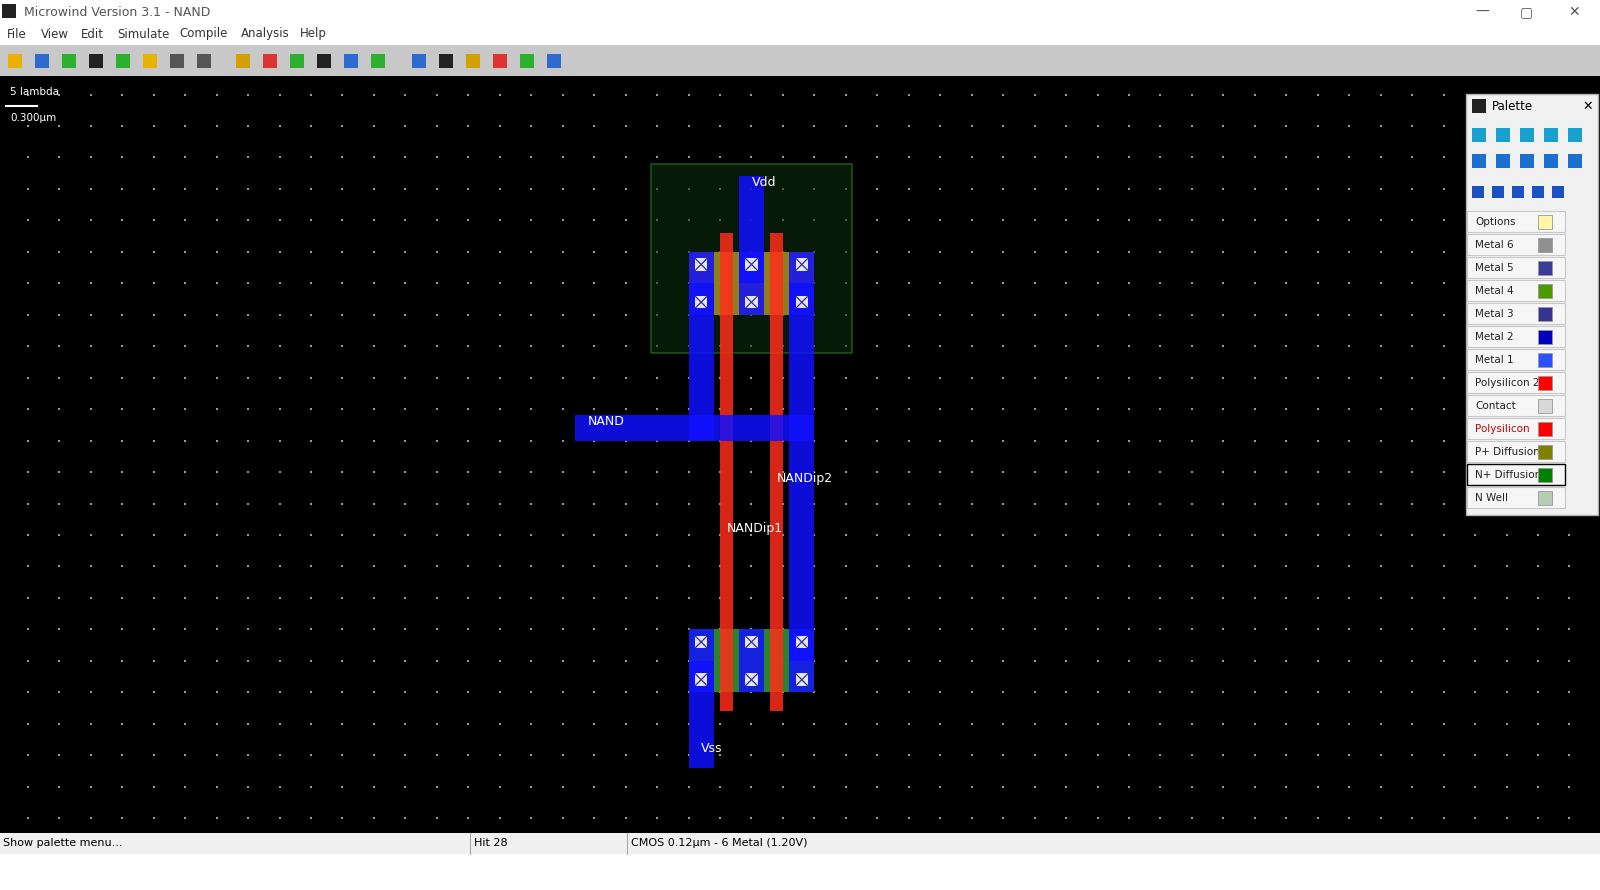 Microwind Version 3.1 - NAND
File View Edit Simulate Compile Analysis Help
5 lambda
0.300µm
Palette
Options
Metal 6
Metal 5
Metal 4
Metal 3
Metal 2
Metal 1
Polysilicon 2
Contact
Polysilicon
P+ Diffusion
N+ Diffusion
N Well
Vdd
NAND
NANDip2
NANDip1
Vss
Show palette menu...
Hit 28
CMOS 0.12µm - 6 Metal (1.20V)